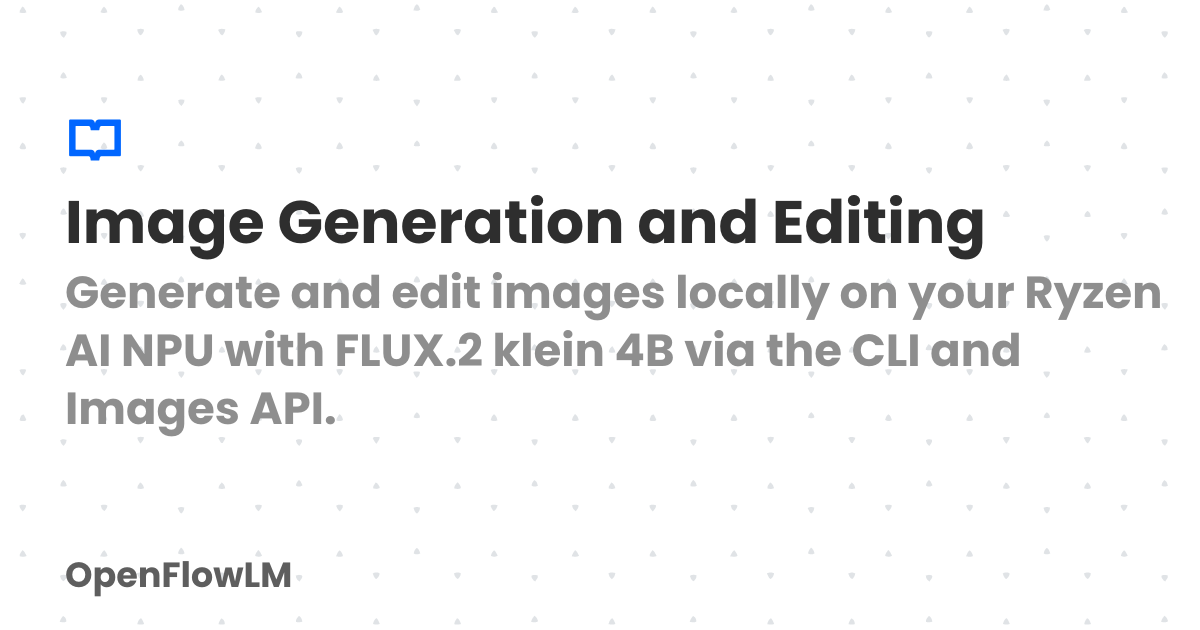 Image Generation and Editing
Generate and edit images locally on your Ryzen
AI NPU with FLUX.2 klein 4B via the CLI and
Images API.
OpenFlowLM